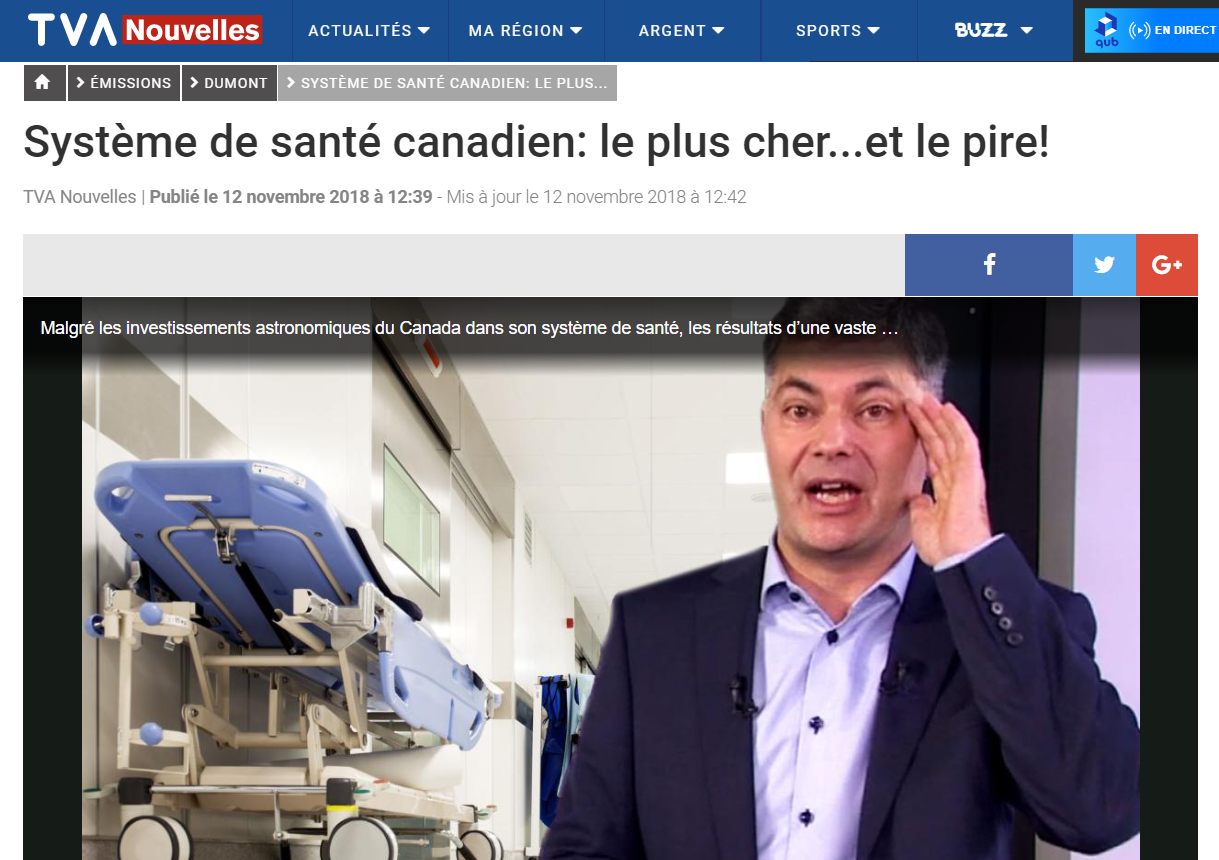 TVA Nouvelles
ACTUALITÉS
MA RÉGION
ARGENT
SPORTS
BUZZ
qub
EN DIRECT
ÉMISSIONS
DUMONT
SYSTÈME DE SANTÉ CANADIEN: LE PLUS...
Système de santé canadien: le plus cher...et le pire!
TVA Nouvelles | Publié le 12 novembre 2018 à 12:39 - Mis à jour le 12 novembre 2018 à 12:42
f
G+
Malgré les investissements astronomiques du Canada dans son système de santé, les résultats d’une vaste …